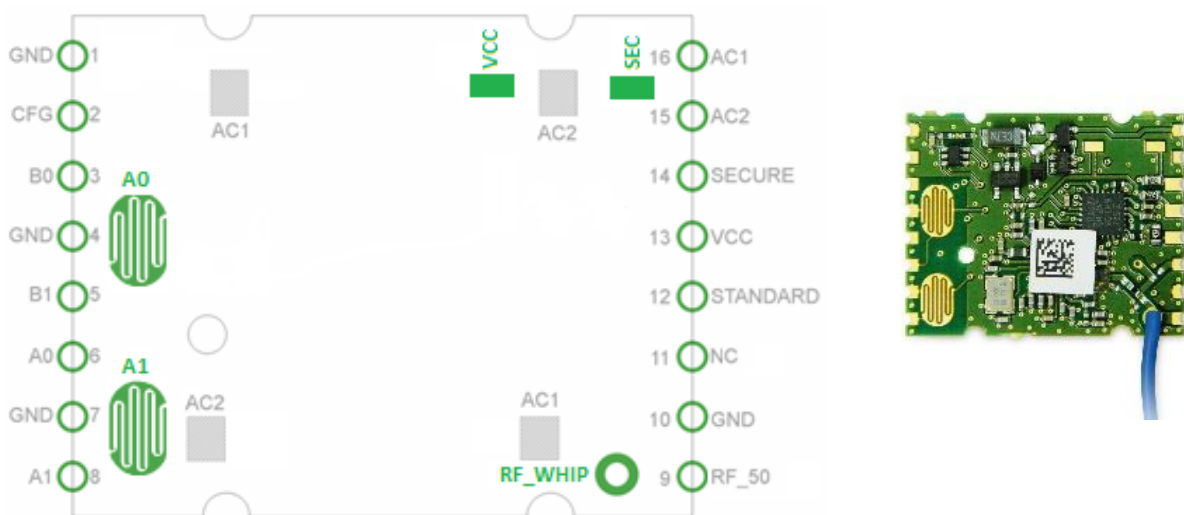 VCC
SEC
GND 1
16 AC1
CFG 2
AC1
AC2
15 AC2
B0 3
A0
14 SECURE
GND 4
13 VCC
B1 5
12 STANDARD
A0 6
11 NC
A1
GND 7
AC2
AC1
10 GND
A1 8
RF_WHIP
9 RF_50